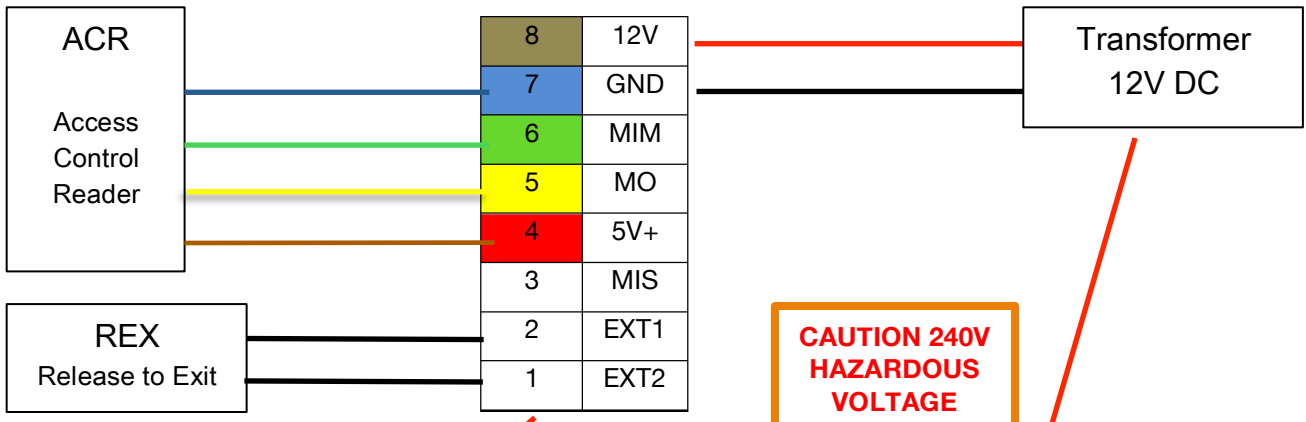 ACR
Access
Control
Reader
REX
Release to Exit
8 12V
7 GND
6 MIM
5 MO
4 5V+
3 MIS
2 EXT1
1 EXT2
Transformer
12V DC
CAUTION 240V
HAZARDOUS
VOLTAGE